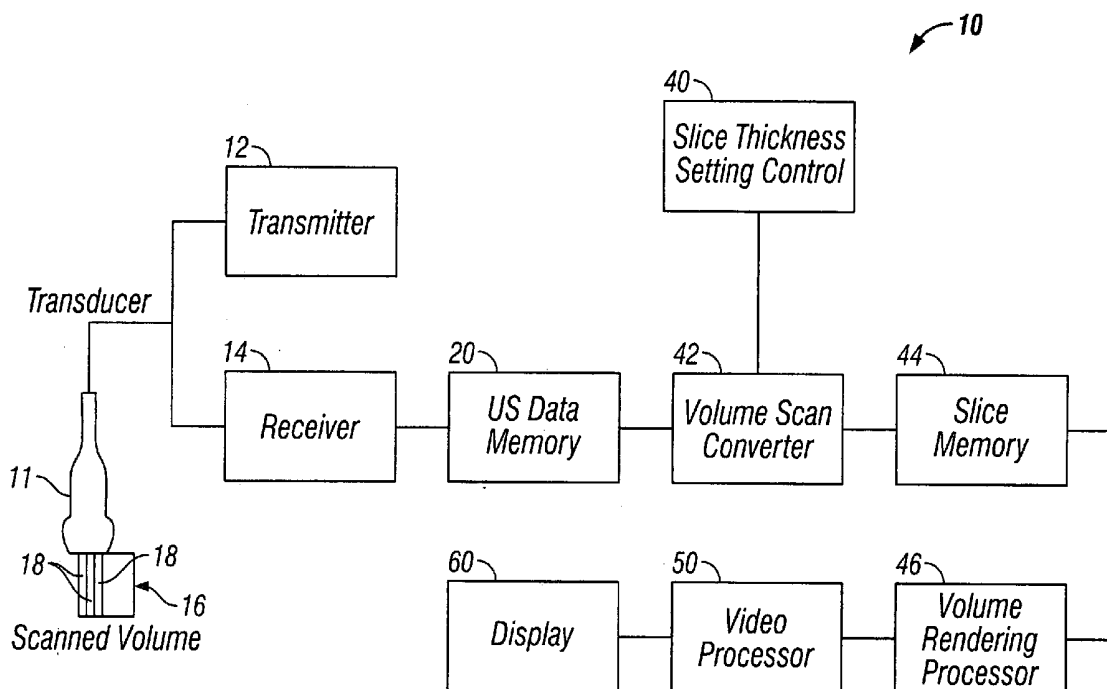 10
40
Slice Thickness
Setting Control
12
Transmitter
Transducer
14
Receiver
20
US Data
Memory
42
Volume Scan
Converter
44
Slice
Memory
11
18
18
16
Scanned Volume
60
Display
50
Video
Processor
46
Volume
Rendering
Processor